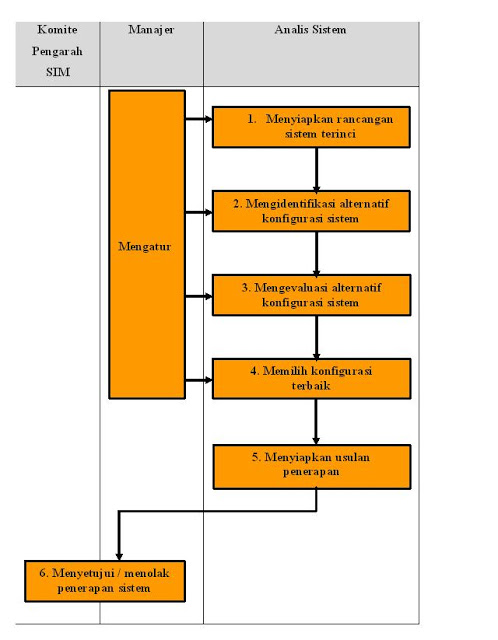 Komite
Pengarah
SIM
Manajer
Analis Sistem
Mengatur
1. Menyiapkan rancangan
sistem terinci
2. Mengidentifikasi alternatif
konfigurasi sistem
3. Mengevaluasi alternatif
konfigurasi sistem
4. Memilih konfigurasi
terbaik
5. Menyiapkan usulan
penerapan
6. Menyetujui / menolak
penerapan sistem